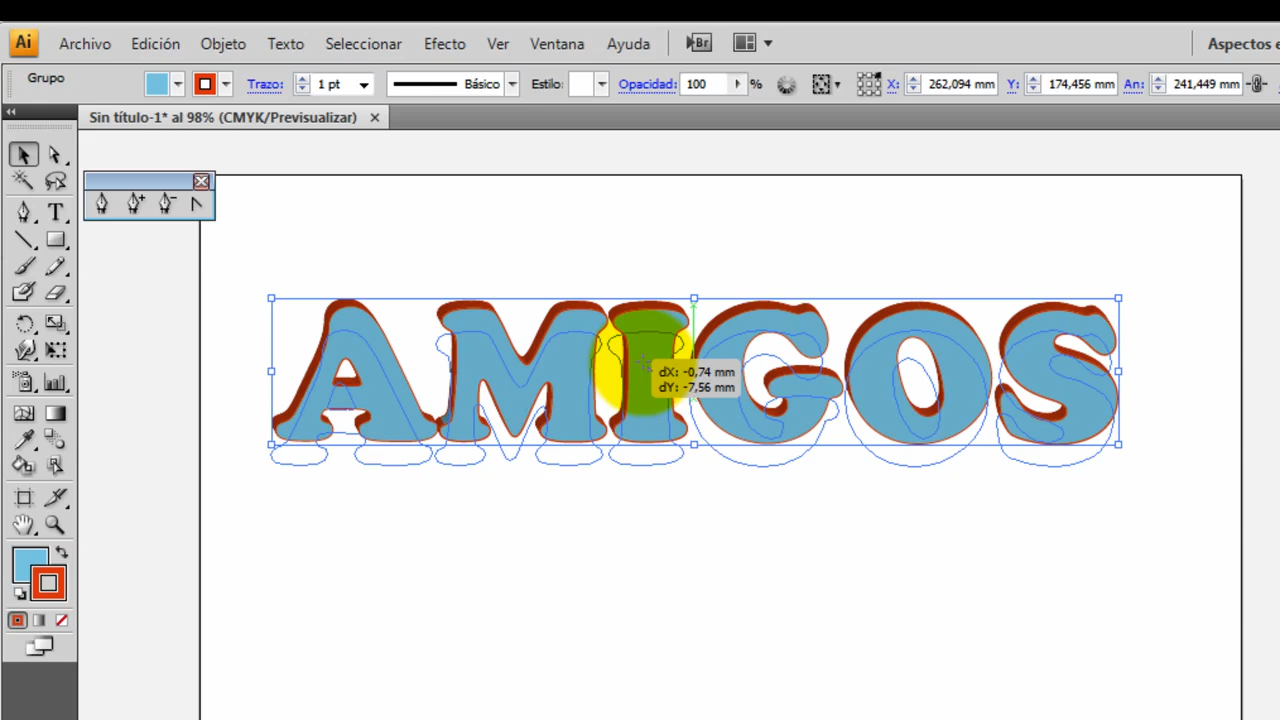 Ai Archivo Edición Objeto Texto Seleccionar Efecto Ver Ventana Ayuda Br Aspectos e
Grupo Trazo: 1 pt Básico Estilo: Opacidad: 100 % X: 262,094 mm Y: 174,456 mm An: 241,449 mm
Sin título-1* al 98% (CMYK/Previsualizar)
T
AMIGOS
dX: -0,74 mm
dY: -7,56 mm